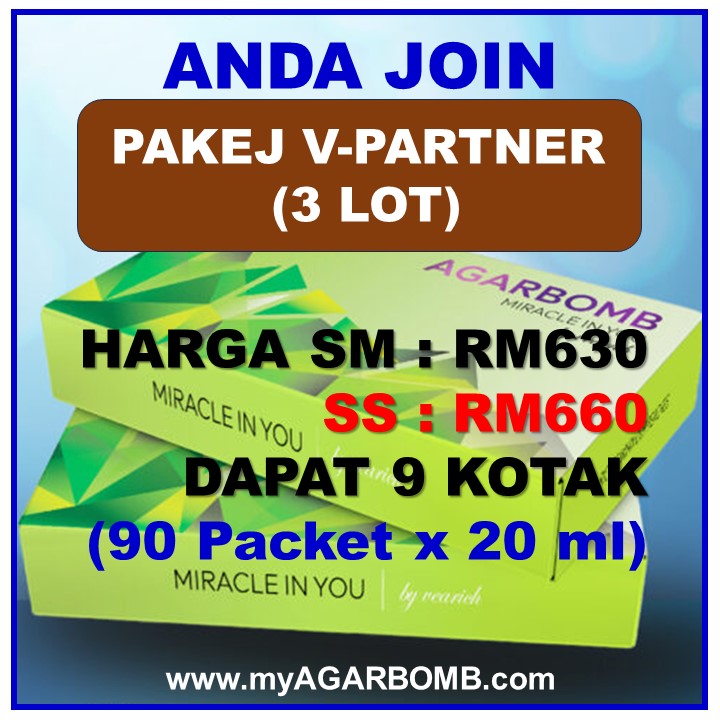 ANDA JOIN
PAKEJ V-PARTNER
(3 LOT)
AGARBOMB
MIRACLE IN YOU
HARGA SM : RM630
SS : RM660
MIRACLE IN YOU
DAPAT 9 KOTAK
(90 Packet x 20 ml)
MIRACLE IN YOU | by vearich
www.myAGARBOMB.com